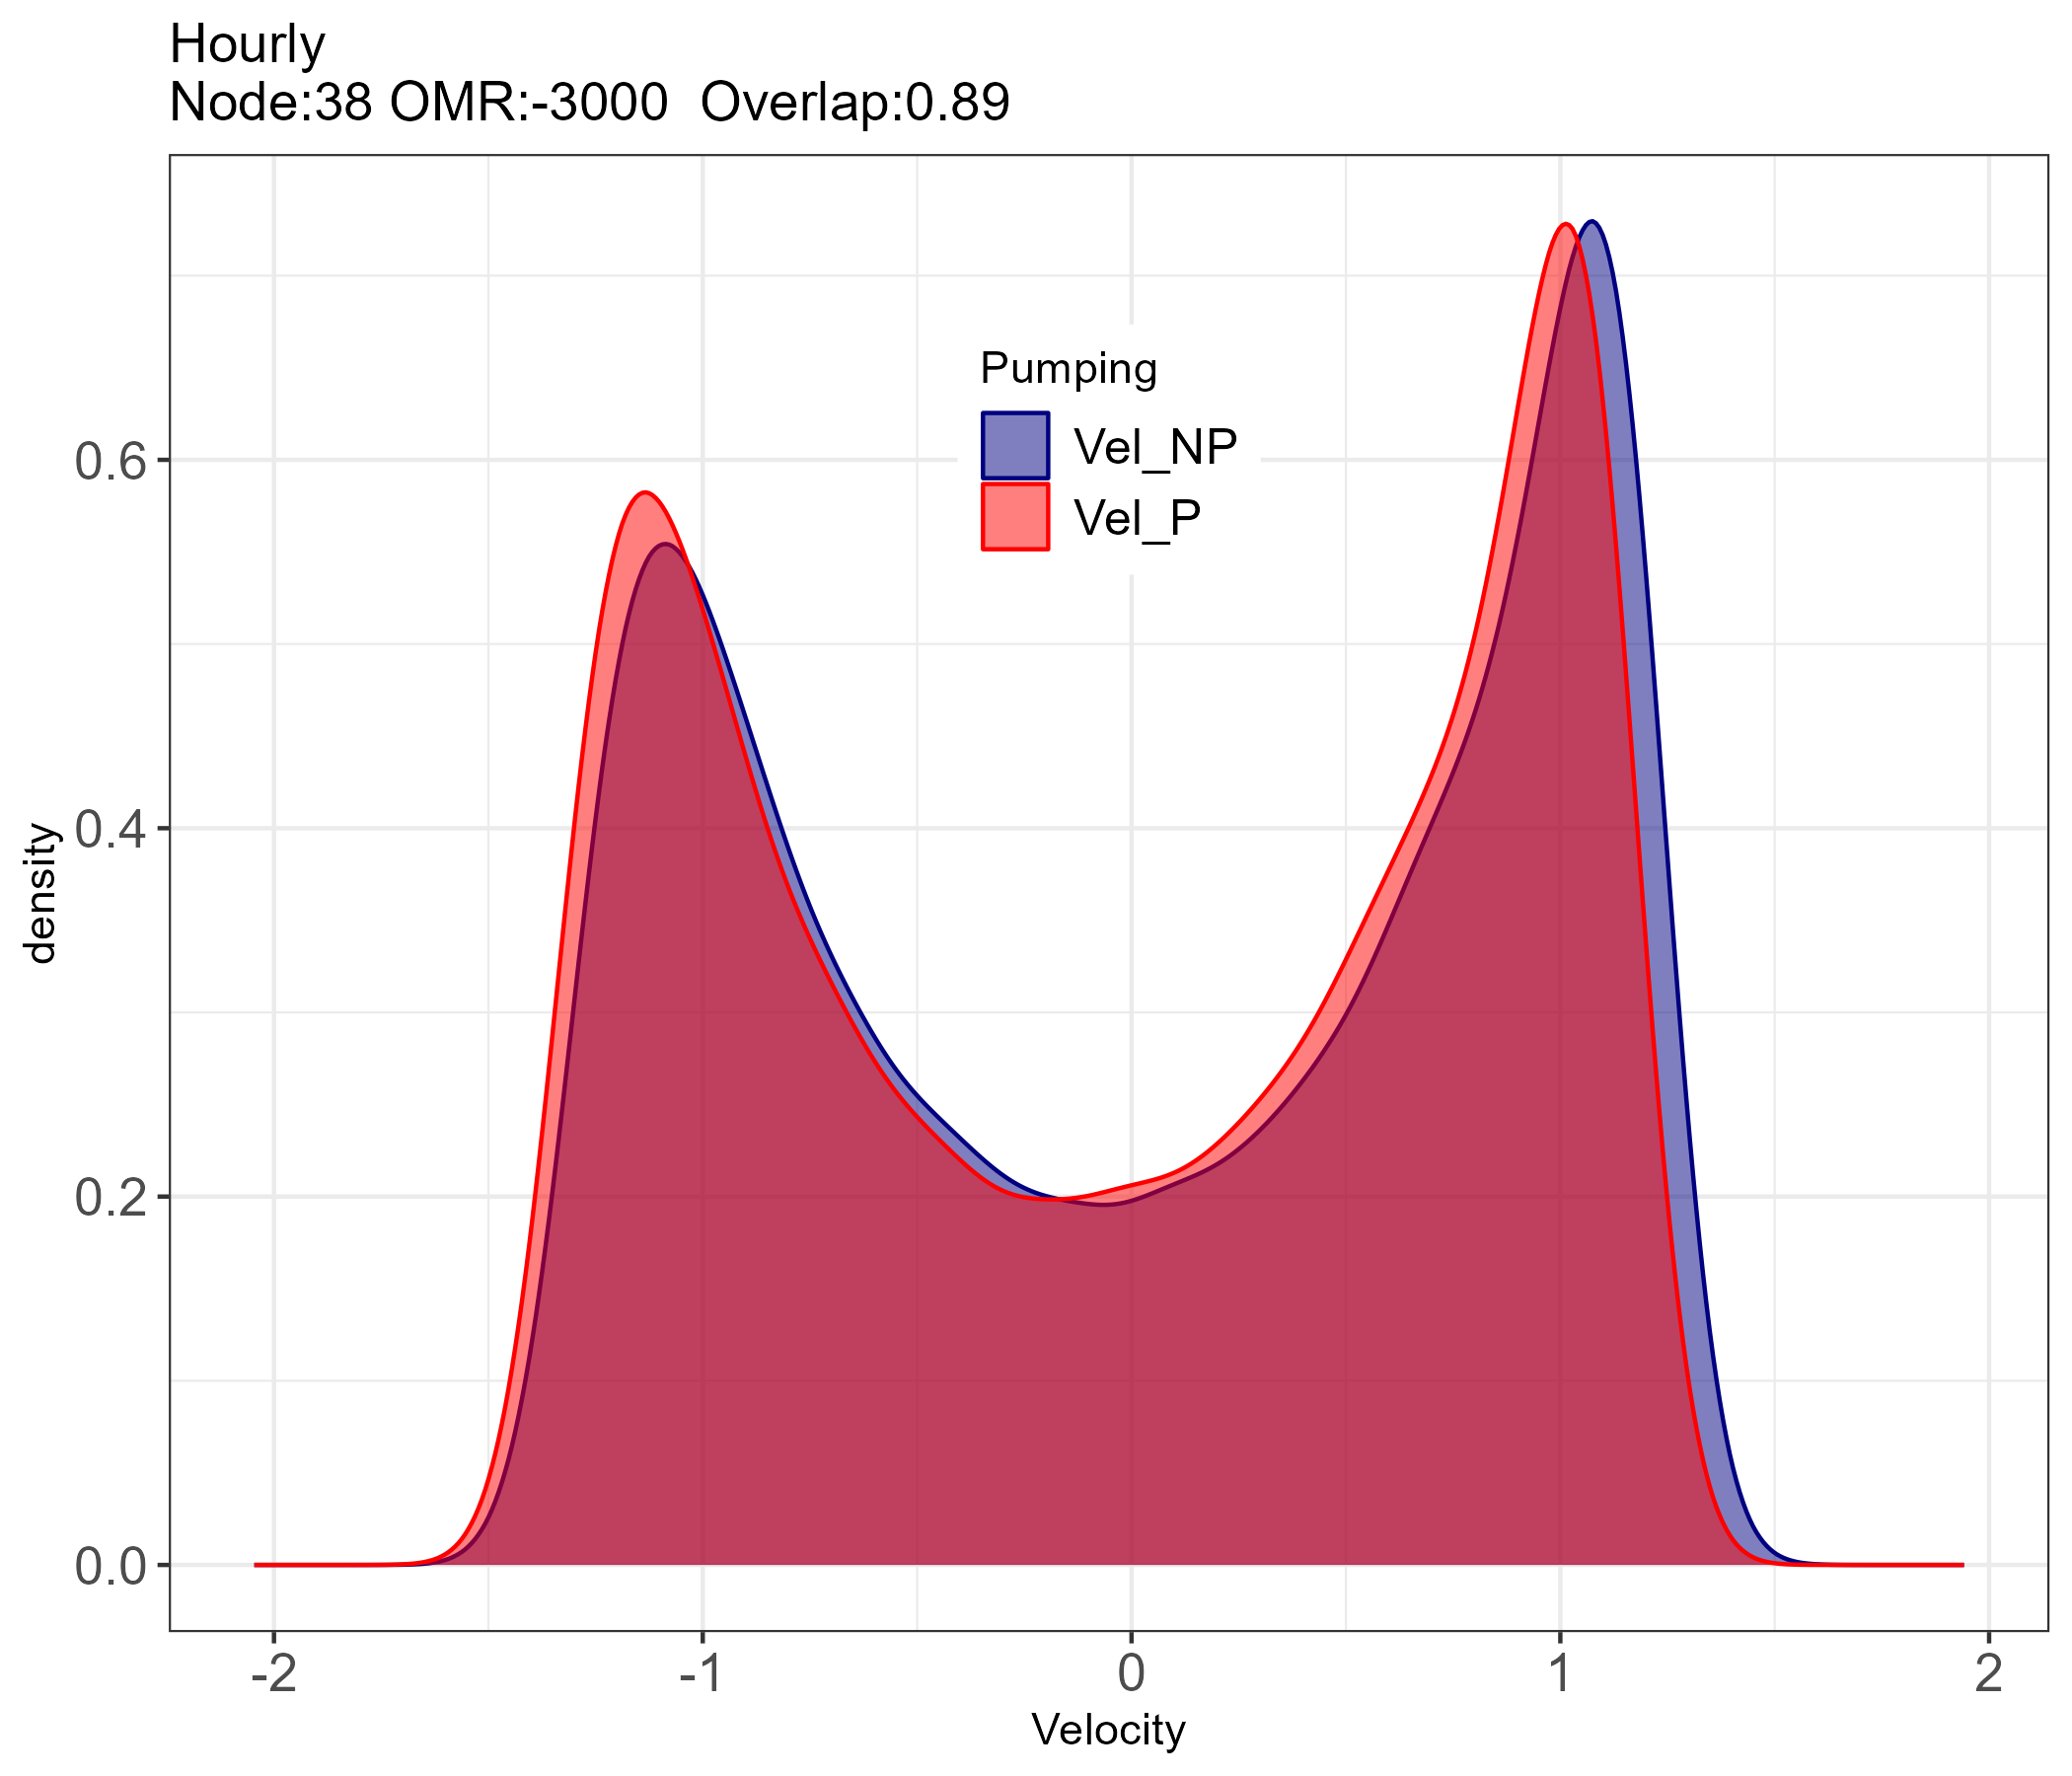 Hourly
Node:38 OMR:-3000  Overlap:0.89
Pumping
Vel_NP
Vel_P
0.6
0.4
0.2
0.0
density
-2 -1 0 1 2
Velocity